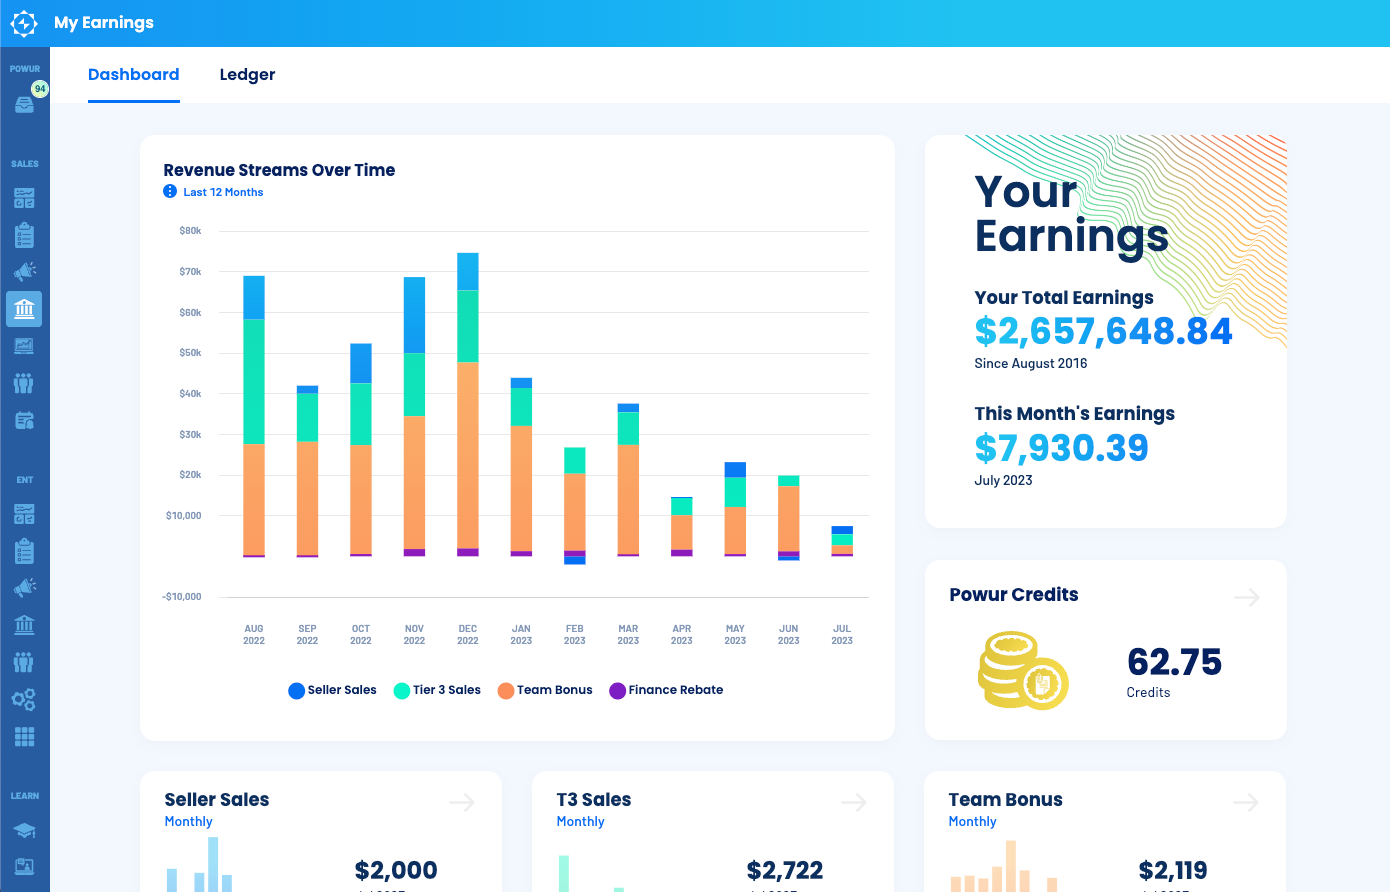 My Earnings
POWUR
94
SALES
ENT
LEARN
Dashboard
Ledger
Revenue Streams Over Time
Last 12 Months
$80k
$70k
$60k
$50k
$40k
$30k
$20k
$10,000
-$10,000
AUG SEP OCT NOV DEC JAN FEB MAR APR MAY JUN JUL
2022 2022 2022 2022 2022 2023 2023 2023 2023 2023 2023 2023
Seller Sales Tier 3 Sales Team Bonus Finance Rebate
Your
Earnings
Your Total Earnings
$2,657,648.84
Since August 2016
This Month's Earnings
$7,930.39
July 2023
Powur Credits
62.75
Credits
Seller Sales
Monthly
$2,000
T3 Sales
Monthly
$2,722
Team Bonus
Monthly
$2,119